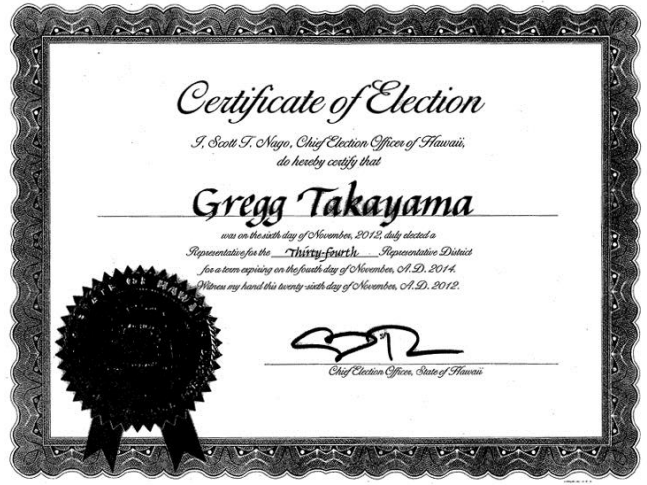 Certificate of Election
I, Scott T. Nago, Chief Election Officer of Hawaii,
do hereby certify that
Gregg Takayama
was on the sixth day of November, 2012, duly elected a
Representative for the Thirty-fourth Representative District
for a term expiring on the fourth day of November, A.D. 2014.
Witness my hand this twenty-sixth day of November, A.D. 2012.
STATE OF HAWAII
Chief Election Officer, State of Hawaii